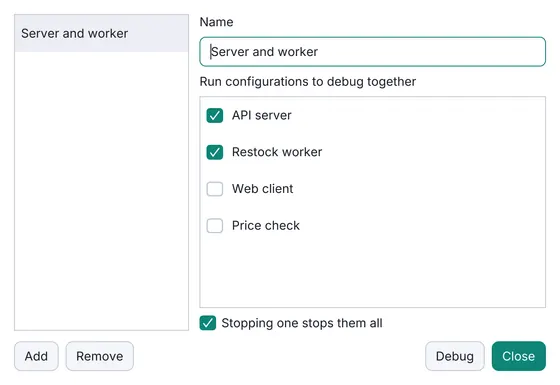 Server and worker
Name
Server and worker
Run configurations to debug together
API server
Restock worker
Web client
Price check
Stopping one stops them all
Add
Remove
Debug
Close